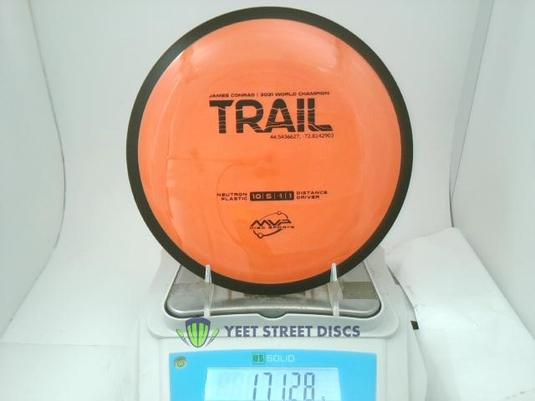 JAMES CONRAD | 2021 WORLD CHAMPION
TRAIL
44.5436627, -72.8142903
NEUTRON PLASTIC 10 5 -1 1 DISTANCE DRIVER
MVP
DISC SPORTS
YEET STREET DISCS
US SOLID
171.28